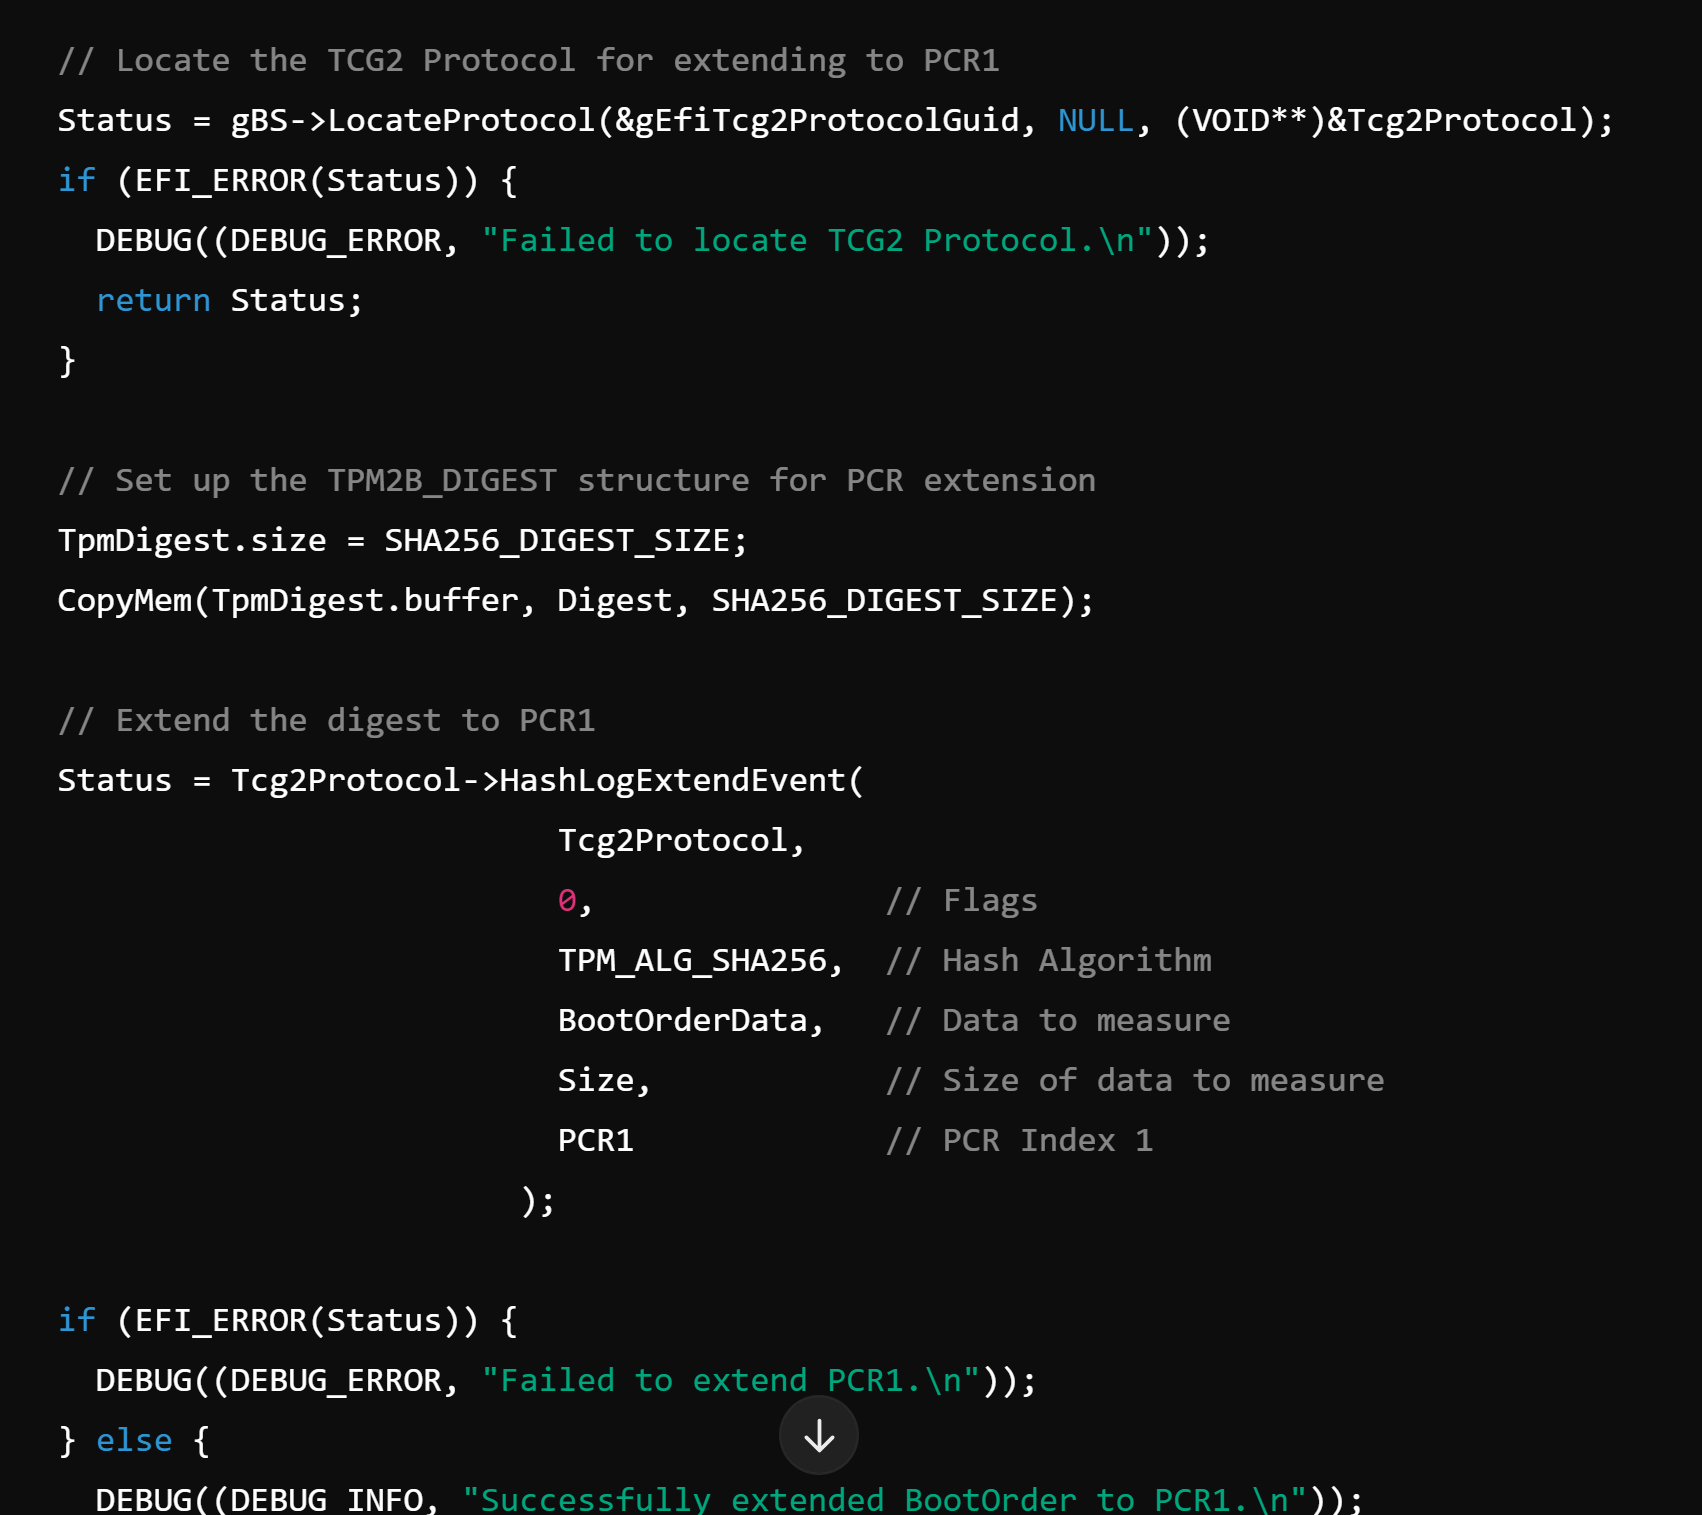 // Locate the TCG2 Protocol for extending to PCR1
Status = gBS->LocateProtocol(&gEfiTcg2ProtocolGuid, NULL, (VOID**)&Tcg2Protocol);
if (EFI_ERROR(Status)) {
  DEBUG((DEBUG_ERROR, "Failed to locate TCG2 Protocol.\n"));
  return Status;
}

// Set up the TPM2B_DIGEST structure for PCR extension
TpmDigest.size = SHA256_DIGEST_SIZE;
CopyMem(TpmDigest.buffer, Digest, SHA256_DIGEST_SIZE);

// Extend the digest to PCR1
Status = Tcg2Protocol->HashLogExtendEvent(
                          Tcg2Protocol,
                          0,               // Flags
                          TPM_ALG_SHA256,  // Hash Algorithm
                          BootOrderData,   // Data to measure
                          Size,            // Size of data to measure
                          PCR1             // PCR Index 1
                        );

if (EFI_ERROR(Status)) {
  DEBUG((DEBUG_ERROR, "Failed to extend PCR1.\n"));
} else {
  DEBUG((DEBUG_INFO, "Successfully extended BootOrder to PCR1.\n"));